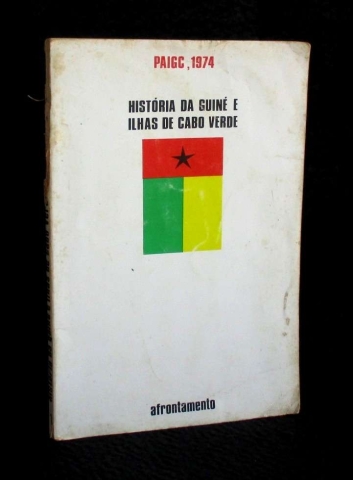 PAIGC, 1974
HISTÓRIA DA GUINÉ E
ILHAS DE CABO VERDE
afrontamento